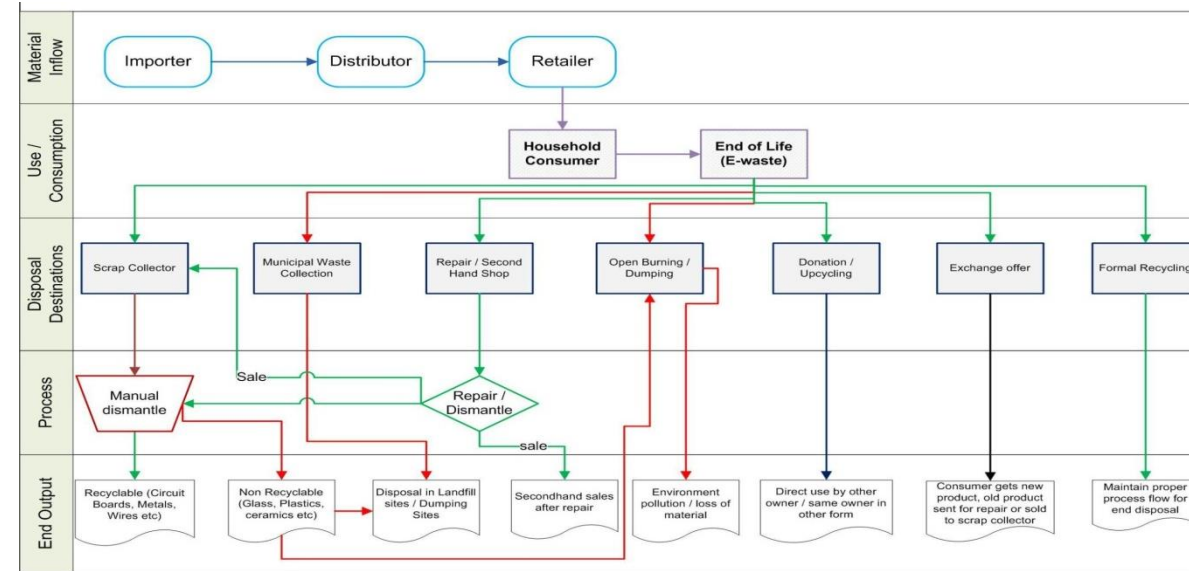 Material
Inflow
Importer
Distributor
Retailer
Use /
Consumption
Household
Consumer
End of Life
(E-waste)
Disposal
Destinations
Scrap Collector
Municipal Waste
Collection
Repair / Second
Hand Shop
Open Burning /
Dumping
Donation /
Upcycling
Exchange offer
Formal Recycling
Process
Sale
Manual
dismantle
Repair /
Dismantle
sale
End Output
Recyclable (Circuit
Boards, Metals,
Wires etc)
Non Recyclable
(Glass, Plastics,
ceramics etc)
Disposal in Landfill
sites / Dumping
Sites
Secondhand sales
after repair
Environment
pollution / loss of
material
Direct use by other
owner / same owner in
other form
Consumer gets new
product, old product
sent for repair or sold
to scrap collector
Maintain proper
process flow for
end disposal